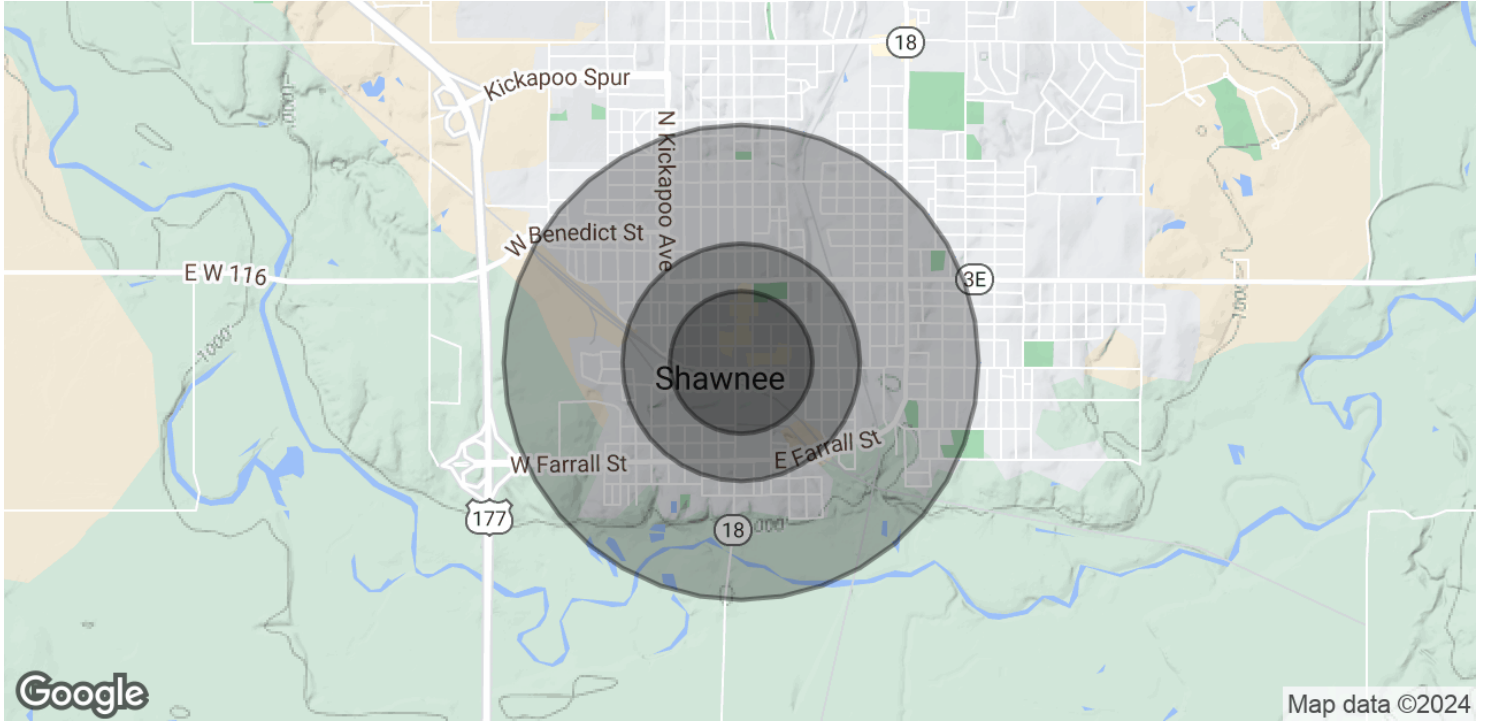 18
Kickapoo Spur
N Kickapoo Ave
W Benedict St
E W 116
3E
1000'
1000'
1000'
Shawnee
E Farrall St
W Farrall St
177
18
000'
Google
Map data ©2024